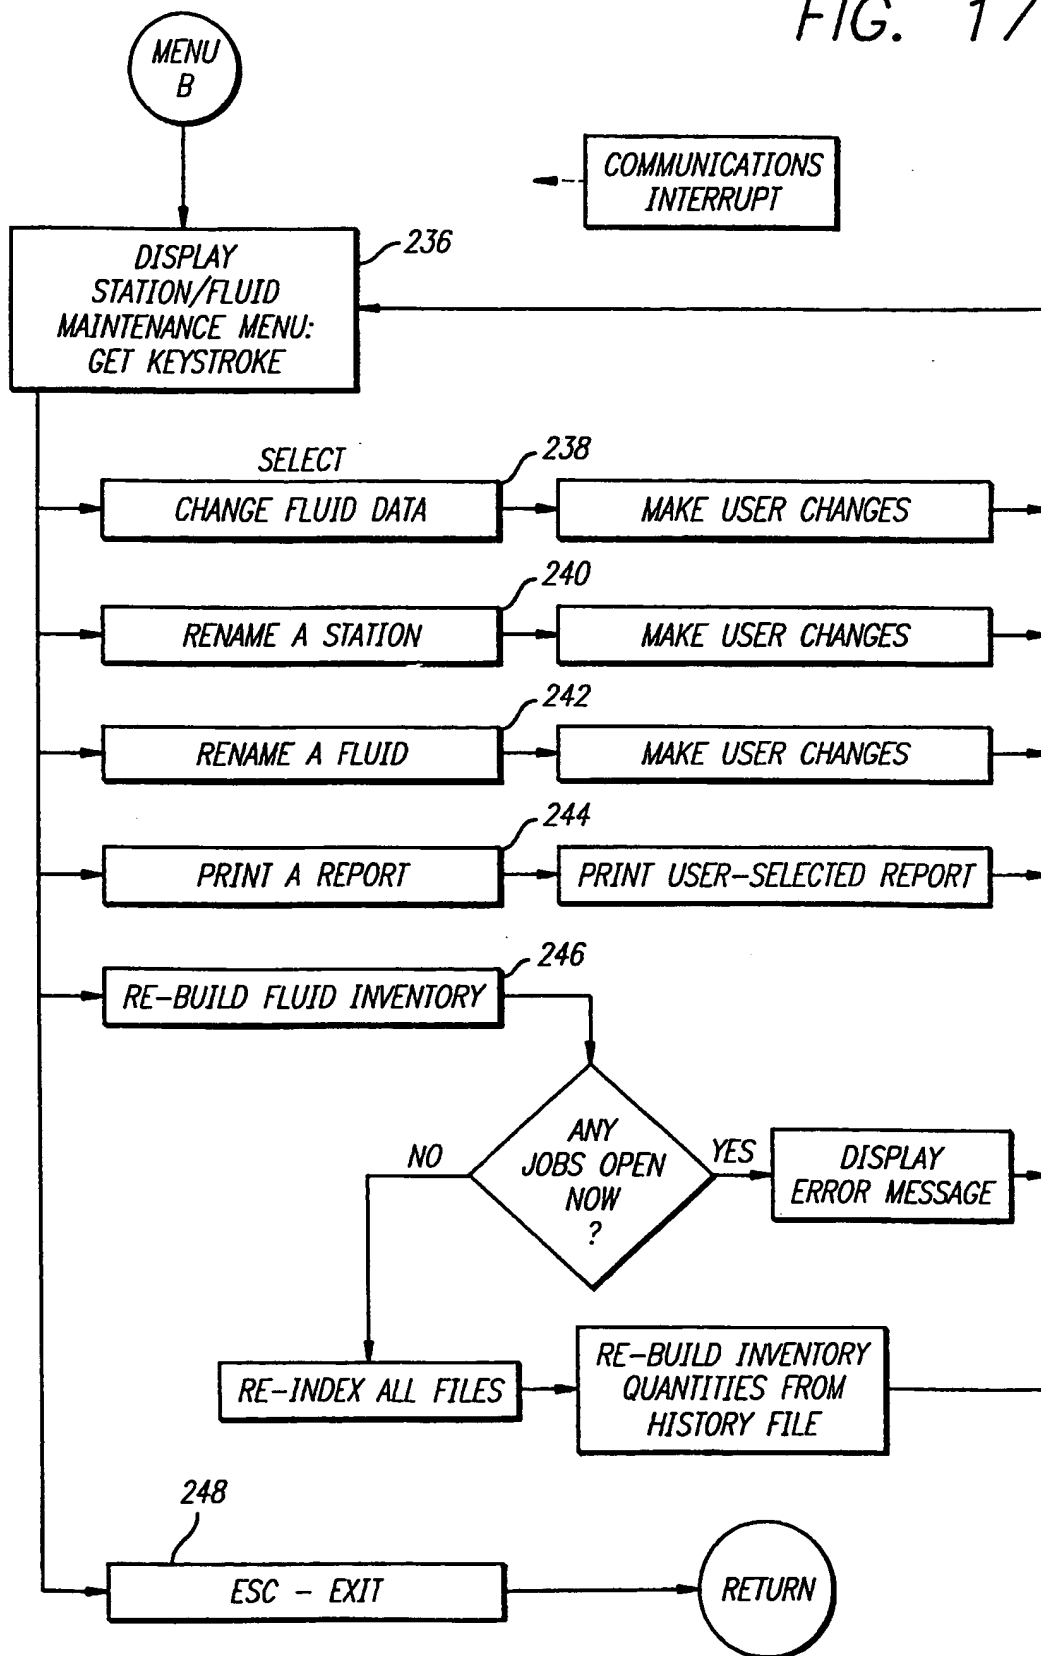 FIG. 17
MENU
B
COMMUNICATIONS
INTERRUPT
236
DISPLAY
STATION/FLUID
MAINTENANCE MENU:
GET KEYSTROKE
SELECT
238
CHANGE FLUID DATA
MAKE USER CHANGES
240
RENAME A STATION
MAKE USER CHANGES
242
RENAME A FLUID
MAKE USER CHANGES
244
PRINT A REPORT
PRINT USER-SELECTED REPORT
246
RE-BUILD FLUID INVENTORY
ANY
JOBS OPEN
NOW
?
NO
YES
DISPLAY
ERROR MESSAGE
RE-INDEX ALL FILES
RE-BUILD INVENTORY
QUANTITIES FROM
HISTORY FILE
248
ESC - EXIT
RETURN